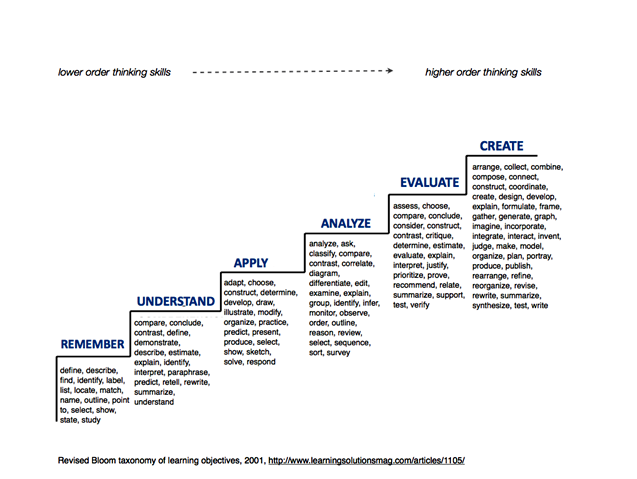 lower order thinking skills
higher order thinking skills
CREATE
arrange, collect, combine,
compose, connect,
construct, coordinate,
create, design, develop,
explain, formulate, frame,
gather, generate, graph,
imagine, incorporate,
integrate, interact, invent,
judge, make, model,
organize, plan, portray,
produce, publish,
rearrange, refine,
reorganize, revise,
rewrite, summarize,
synthesize, test, write
EVALUATE
assess, choose,
compare, conclude,
consider, construct,
contrast, critique,
determine, estimate,
evaluate, explain,
interpret, justify,
prioritize, prove,
recommend, relate,
summarize, support,
test, verify
ANALYZE
analyze, ask,
classify, compare,
contrast, correlate,
diagram,
differentiate, edit,
examine, explain,
group, identify, infer,
monitor, observe,
order, outline,
reason, review,
select, sequence,
sort, survey
APPLY
adapt, choose,
construct, determine,
develop, draw,
illustrate, modify,
organize, practice,
predict, present,
produce, select,
show, sketch,
solve, respond
UNDERSTAND
compare, conclude,
contrast, define,
demonstrate,
describe, estimate,
explain, identify,
interpret, paraphrase,
predict, retell, rewrite,
summarize,
understand
REMEMBER
define, describe,
find, identify, label,
list, locate, match,
name, outline, point
to, select, show,
state, study
Revised Bloom taxonomy of learning objectives, 2001, http://www.learningsolutionsmag.com/articles/1105/